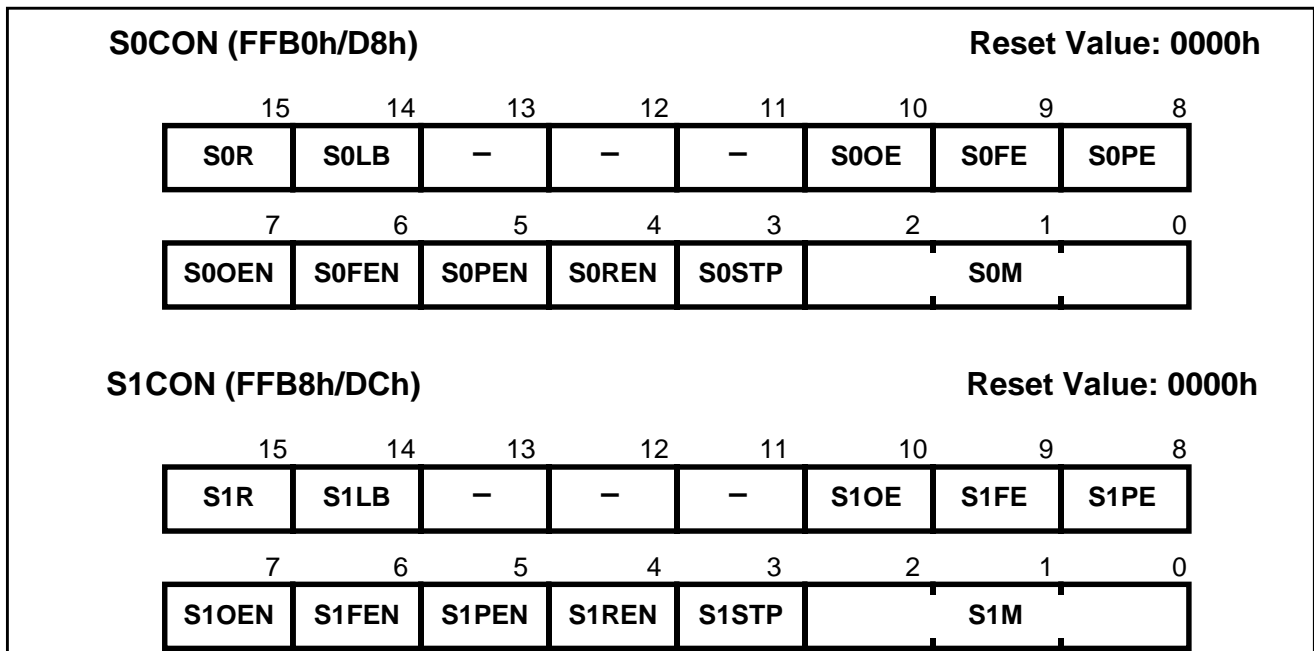 S0CON (FFB0h/D8h) Reset Value: 0000h
15 14 13 12 11 10 9 8
S0R S0LB – – – S0OE S0FE S0PE
7 6 5 4 3 2 1 0
S0OEN S0FEN S0PEN S0REN S0STP S0M
S1CON (FFB8h/DCh) Reset Value: 0000h
15 14 13 12 11 10 9 8
S1R S1LB – – – S1OE S1FE S1PE
7 6 5 4 3 2 1 0
S1OEN S1FEN S1PEN S1REN S1STP S1M